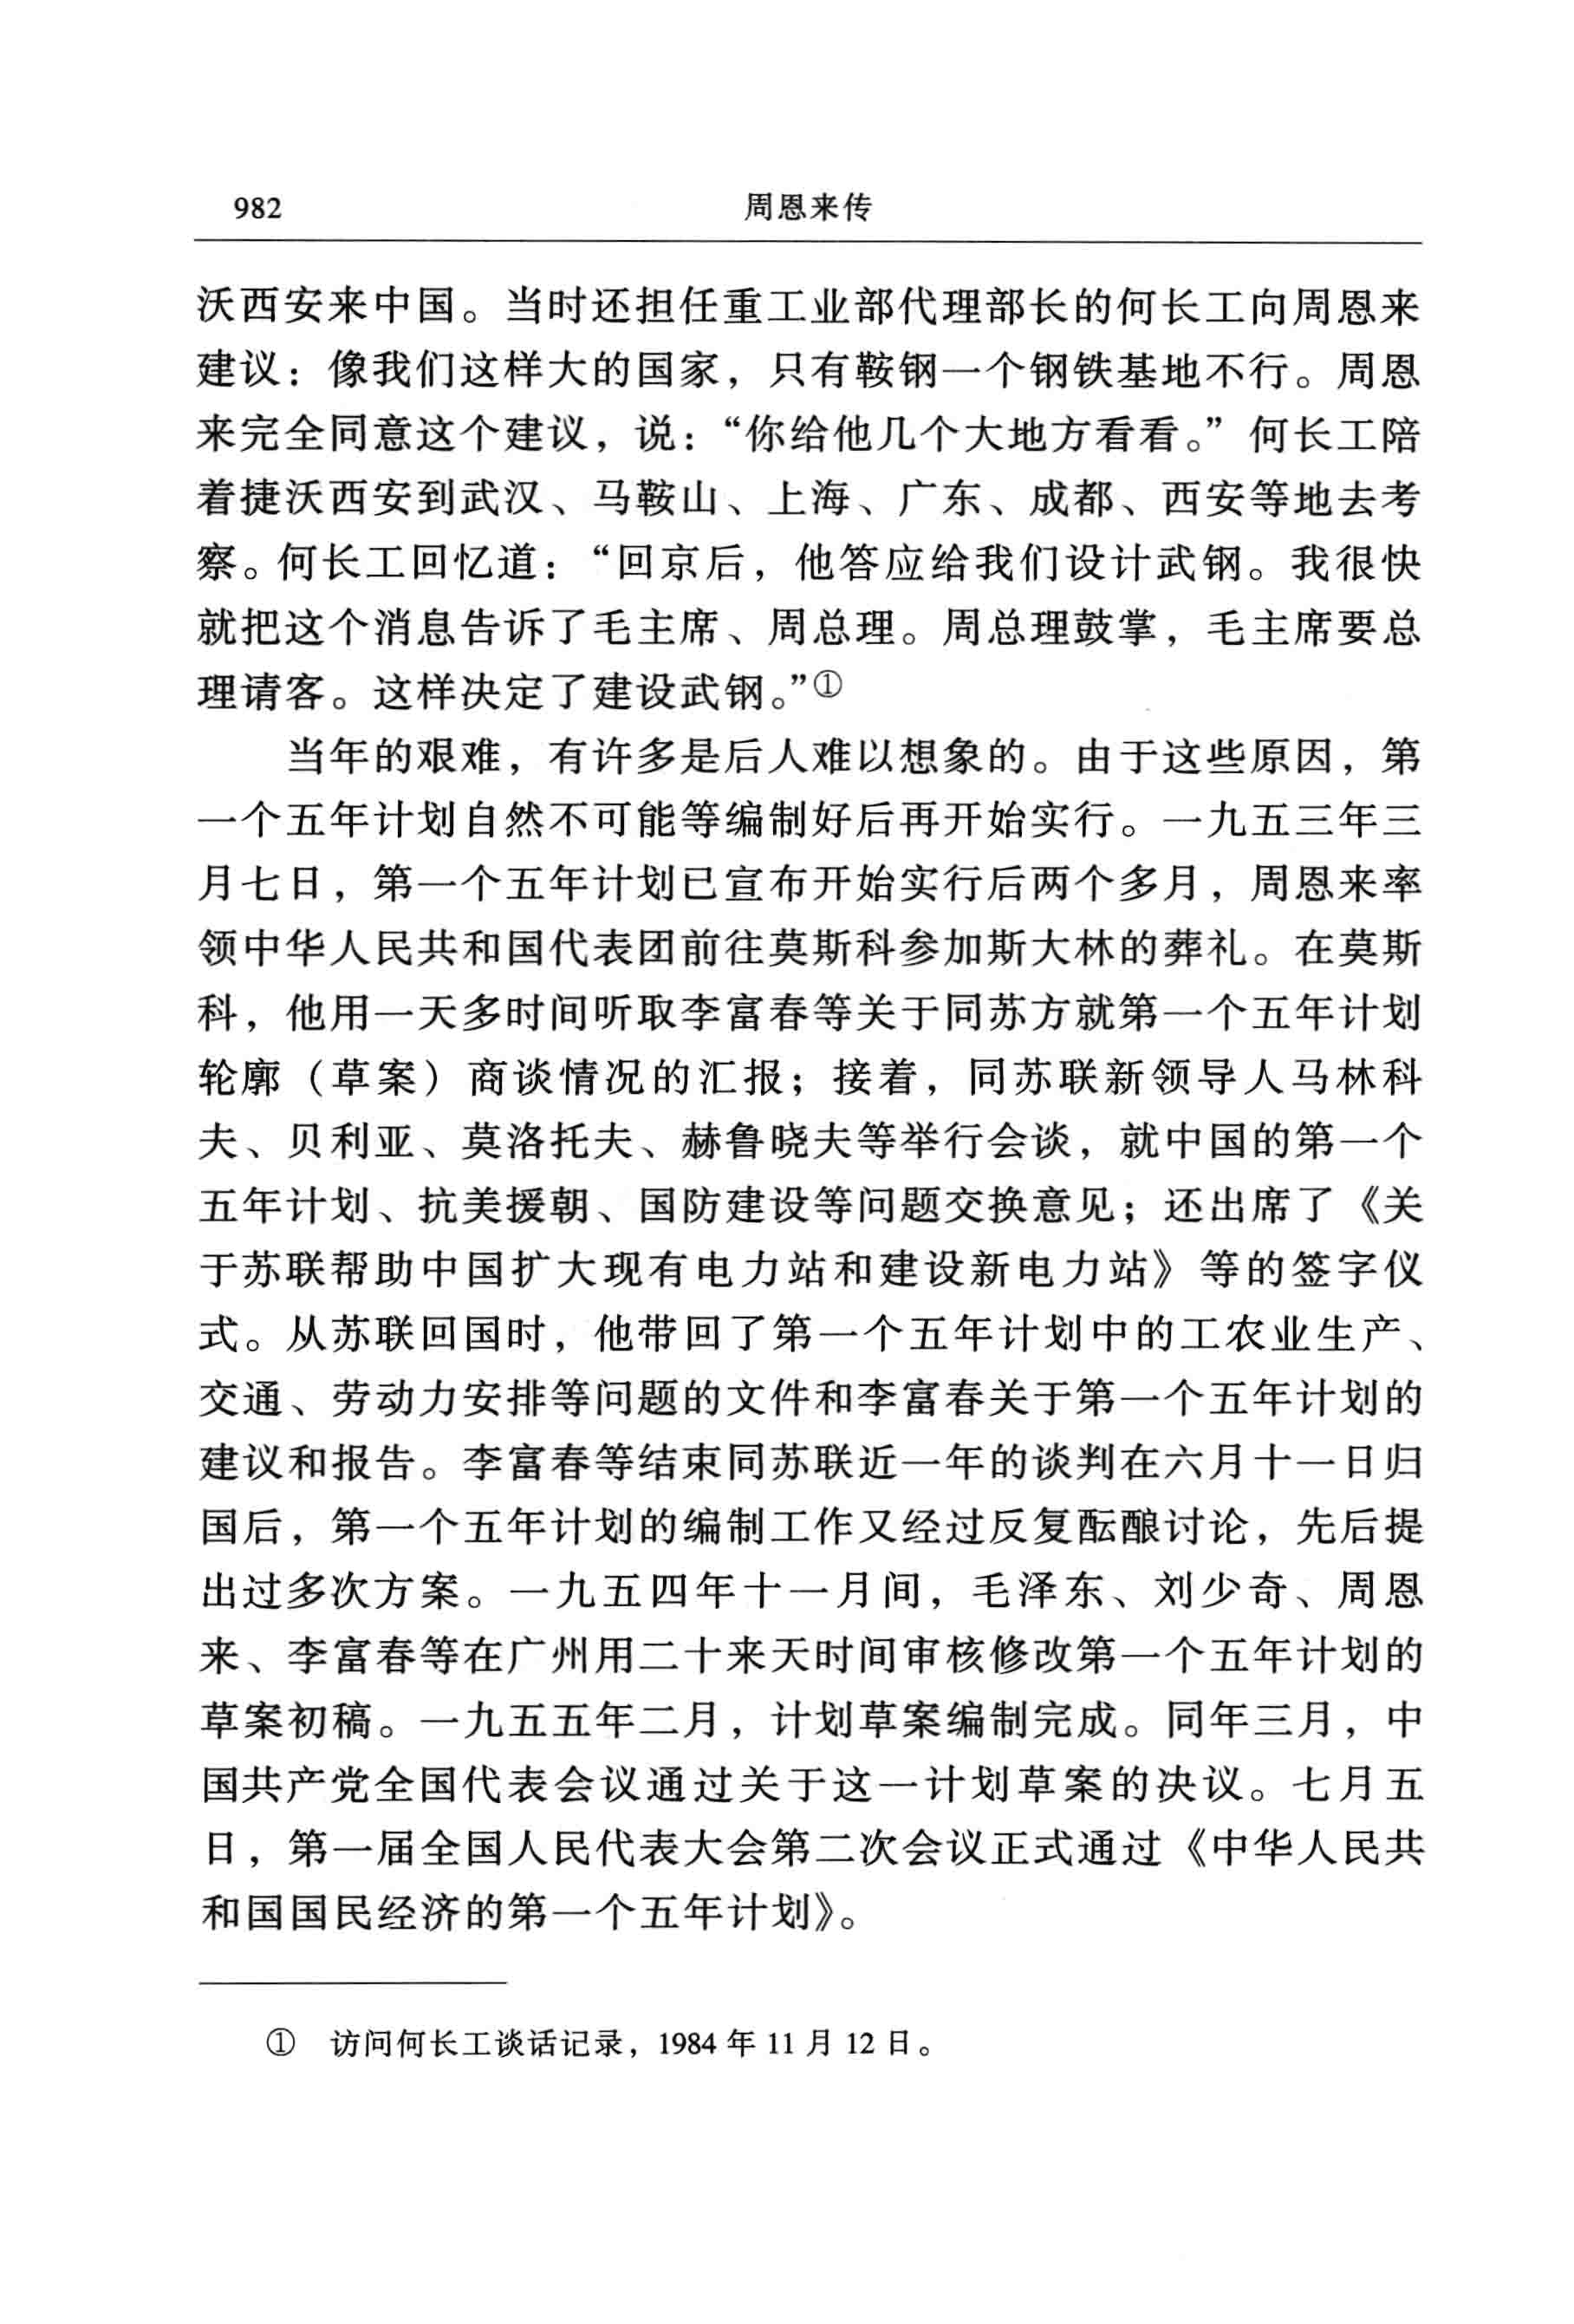 982
周恩来传
沃西安来中国。当时还担任重工业部代理部长的何长工向周恩来
建议：像我们这样大的国家，只有鞍钢一个钢铁基地不行。周恩
来完全同意这个建议，说：“你给他几个大地方看看。”何长工陪
着捷沃西安到武汉、马鞍山、上海、广东、成都、西安等地去考
察。何长工回忆道：“回京后，他答应给我们设计武钢。我很快
就把这个消息告诉了毛主席、周总理。周总理鼓掌，毛主席要总
理请客。这样决定了建设武钢。”①
当年的艰难，有许多是后人难以想象的。由于这些原因，第
一个五年计划自然不可能等编制好后再开始实行。一九五三年三
月七日，第一个五年计划已宣布开始实行后两个多月，周恩来率
领中华人民共和国代表团前往莫斯科参加斯大林的葬礼。在莫斯
科，他用一天多时间听取李富春等关于同苏方就第一个五年计划
轮廓（草案）商谈情况的汇报；接着，同苏联新领导人马林科
夫、贝利亚、莫洛托夫、赫鲁晓夫等举行会谈，就中国的第一个
五年计划、抗美援朝、国防建设等问题交换意见；还出席了《关
于苏联帮助中国扩大现有电力站和建设新电力站》等的签字仪
式。从苏联回国时，他带回了第一个五年计划中的工农业生产、
交通、劳动力安排等问题的文件和李富春关于第一个五年计划的
建议和报告。李富春等结束同苏联近一年的谈判在六月十一日归
国后，第一个五年计划的编制工作又经过反复酝酿讨论，先后提
出过多次方案。一九五四年十一月间，毛泽东、刘少奇、周恩
来、李富春等在广州用二十来天时间审核修改第一个五年计划的
草案初稿。一九五五年二月，计划草案编制完成。同年三月，中
国共产党全国代表会议通过关于这一计划草案的决议。七月五
日，第一届全国人民代表大会第二次会议正式通过《中华人民共
和国国民经济的第一个五年计划》。
① 访问何长工谈话记录，1984年11月12日。